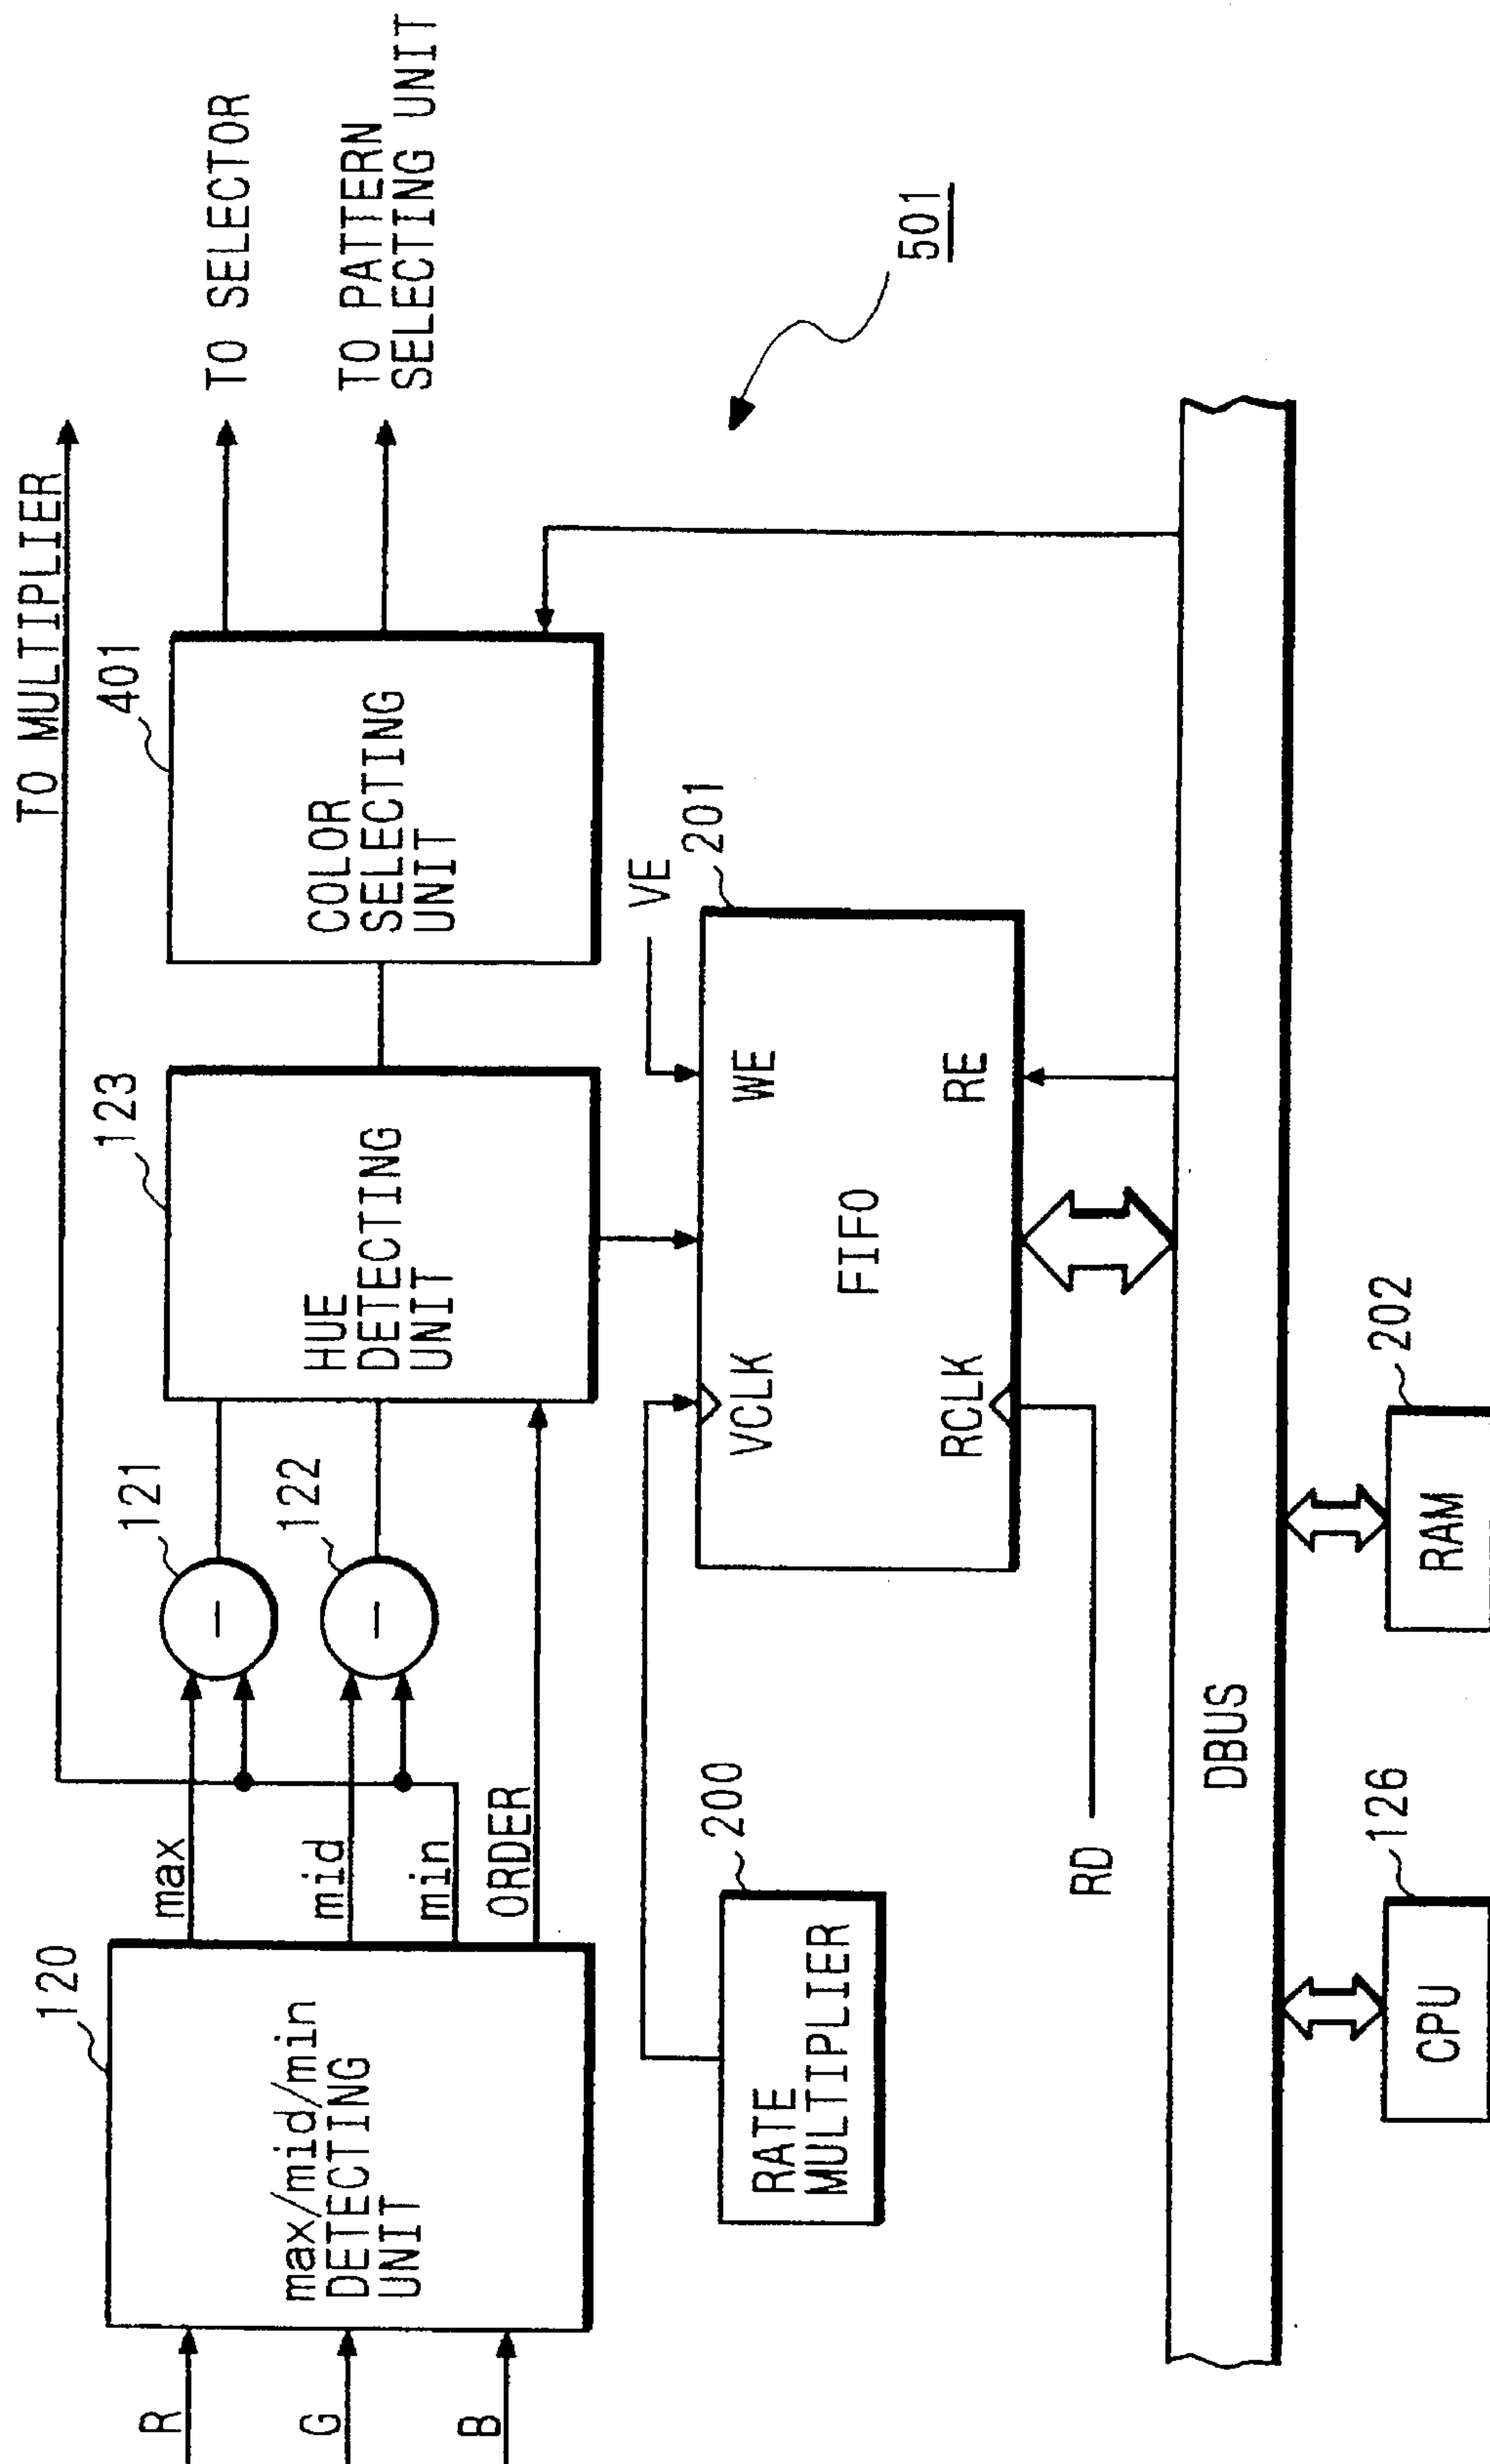 TO MULTIPLIER
R
G
B
120
max/mid/min
DETECTING
UNIT
max
mid
min
ORDER
121
122
123
HUE
DETECTING
UNIT
401
COLOR
SELECTING
UNIT
TO SELECTOR
TO PATTERN
SELECTING UNIT
200
RATE
MULTIPLIER
VE
201
VCLK
WE
FIFO
RCLK
RE
RD
501
DBUS
126
CPU
202
RAM